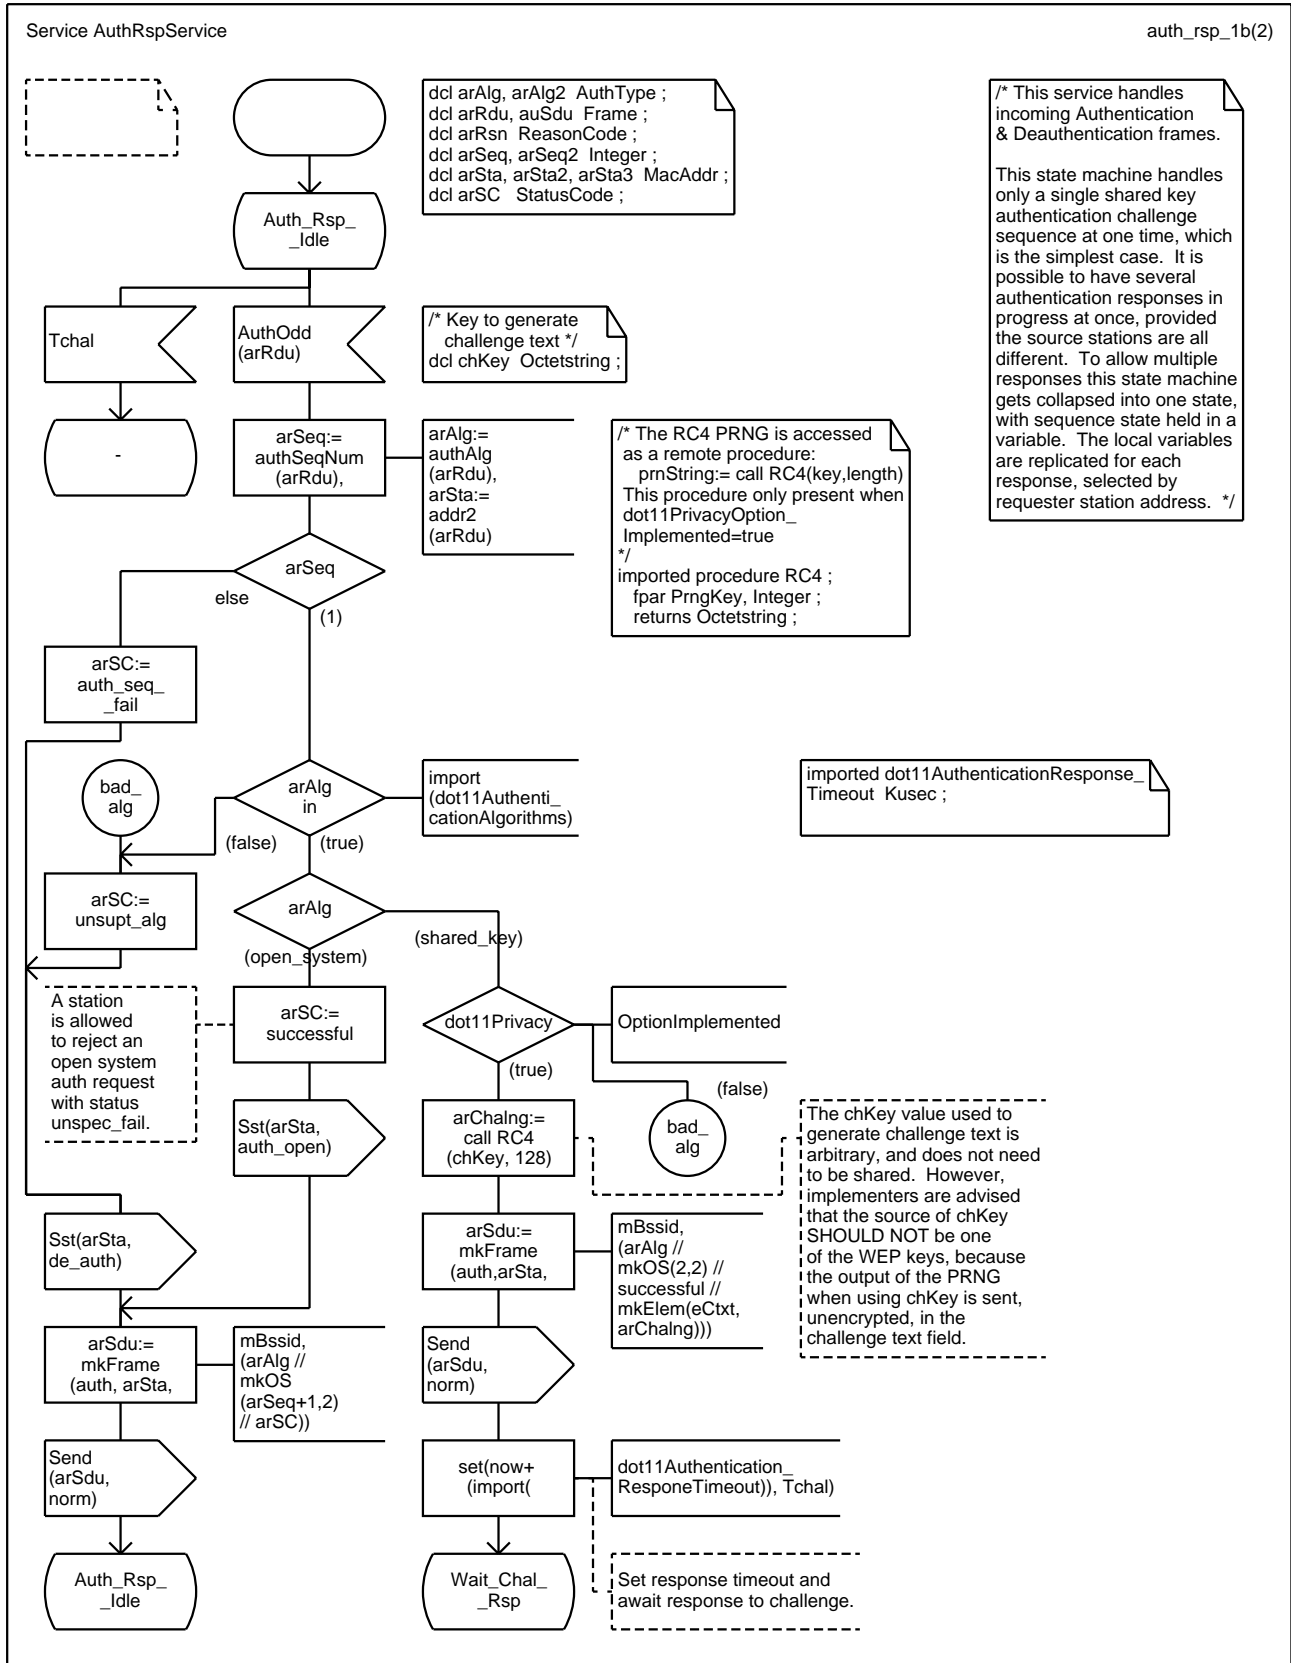 Service AuthRspService
auth_rsp_1b(2)
dcl arAlg, arAlg2  AuthType ;
dcl arRdu, auSdu  Frame ;
dcl arRsn  ReasonCode ;
dcl arSeq, arSeq2  Integer ;
dcl arSta, arSta2, arSta3  MacAddr ;
dcl arSC   StatusCode ;
/* This service handles
incoming Authentication
& Deauthentication frames.
This state machine handles
only a single shared key
authentication challenge
sequence at one time, which
is the simplest case.  It is
possible to have several
authentication responses in
progress at once, provided
the source stations are all
different.  To allow multiple
responses this state machine
gets collapsed into one state,
with sequence state held in a
variable.  The local variables
are replicated for each
response, selected by
requester station address.  */
Auth_Rsp_
_Idle
Tchal
AuthOdd
(arRdu)
/* Key to generate
challenge text */
dcl chKey  Octetstring ;
-
arSeq:=
authSeqNum
(arRdu),
arAlg:=
authAlg
(arRdu),
arSta:=
addr2
(arRdu)
/* The RC4 PRNG is accessed
as a remote procedure:
prnString:= call RC4(key,length)
This procedure only present when
dot11PrivacyOption_
Implemented=true
*/
imported procedure RC4 ;
fpar PrngKey, Integer ;
returns Octetstring ;
arSeq
else
(1)
arSC:=
auth_seq_
_fail
bad_
alg
arAlg
in
import
(dot11Authenti_
cationAlgorithms)
imported dot11AuthenticationResponse_
Timeout  Kusec ;
(false)
(true)
arSC:=
unsupt_alg
arAlg
(shared_key)
(open_system)
A station
is allowed
to reject an
open system
auth request
with status
unspec_fail.
arSC:=
successful
dot11Privacy
OptionImplemented
(true)
(false)
Sst(arSta,
auth_open)
arChalng:=
call RC4
(chKey, 128)
bad_
alg
The chKey value used to
generate challenge text is
arbitrary, and does not need
to be shared.  However,
implementers are advised
that the source of chKey
SHOULD NOT be one
of the WEP keys, because
the output of the PRNG
when using chKey is sent,
unencrypted, in the
challenge text field.
Sst(arSta,
de_auth)
arSdu:=
mkFrame
(auth,arSta,
mBssid,
(arAlg //
mkOS(2,2) //
successful //
mkElem(eCtxt,
arChalng)))
arSdu:=
mkFrame
(auth, arSta,
mBssid,
(arAlg //
mkOS
(arSeq+1,2)
// arSC))
Send
(arSdu,
norm)
Send
(arSdu,
norm)
set(now+
(import(
dot11Authentication_
ResponeTimeout)), Tchal)
Auth_Rsp_
_Idle
Wait_Chal_
_Rsp
Set response timeout and
await response to challenge.